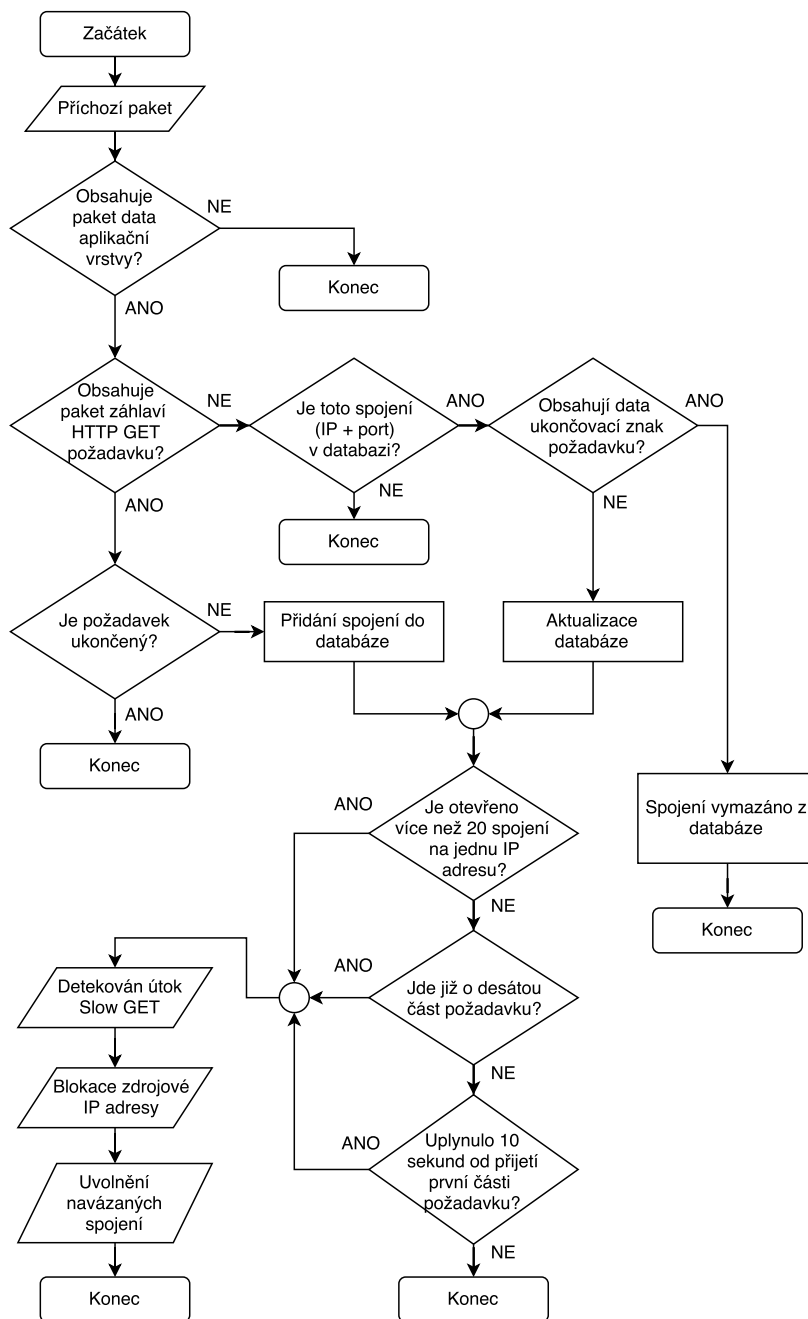 Začátek
Příchozí paket
Obsahuje
paket data
aplikační
vrstvy?
NE
Konec
ANO
Obsahuje
paket záhlaví
HTTP GET
požadavku?
NE
Je toto spojení
(IP + port)
v databazi?
ANO
Obsahují data
ukončovací znak
požadavku?
ANO
ANO
NE
Konec
NE
Je požadavek
ukončený?
NE
Přidání spojení do
databáze
Aktualizace
databáze
ANO
Konec
Je otevřeno
více než 20 spojení
na jednu IP
adresu?
ANO
NE
Spojení vymazáno z
databáze
Konec
Jde již o desátou
část požadavku?
ANO
NE
Detekován útok
Slow GET
Blokace zdrojové
IP adresy
Uplynulo 10
sekund od přijetí
první části
požadavku?
ANO
NE
Uvolnění
navázaných
spojení
Konec
Konec